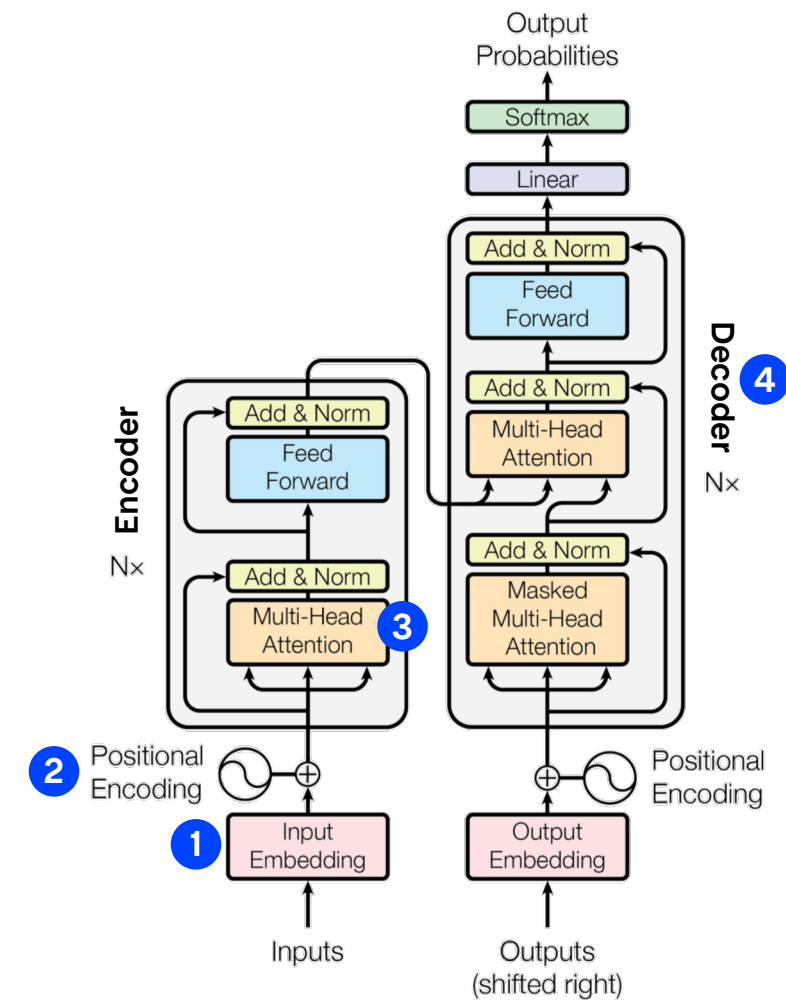 Output
Probabilities
Softmax
Linear
Add & Norm
Feed
Forward
Add & Norm
Multi-Head
Attention
Add & Norm
Masked
Multi-Head
Attention
Decoder
4
N×
Add & Norm
Feed
Forward
Add & Norm
Multi-Head
Attention
3
Encoder
N×
2
Positional
Encoding
Positional
Encoding
1
Input
Embedding
Output
Embedding
Inputs
Outputs
(shifted right)